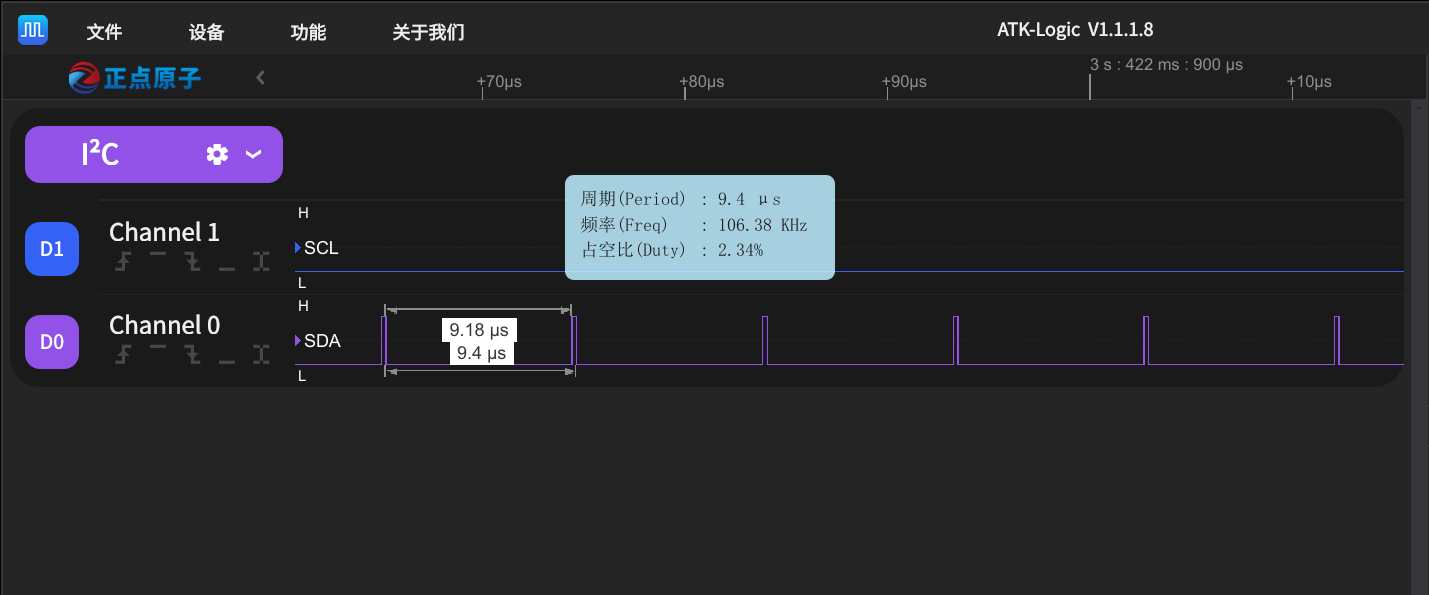 文件 设备 功能 关于我们 ATK-Logic V1.1.1.8
正点原子 +70μs +80μs +90μs 3 s : 422 ms : 900 μs +10μs
I²C
周期(Period) : 9.4 μs
频率(Freq) : 106.38 KHz
占空比(Duty) : 2.34%
D1 Channel 1 H
SCL
L
D0 Channel 0 H
SDA
L
9.18 μs
9.4 μs